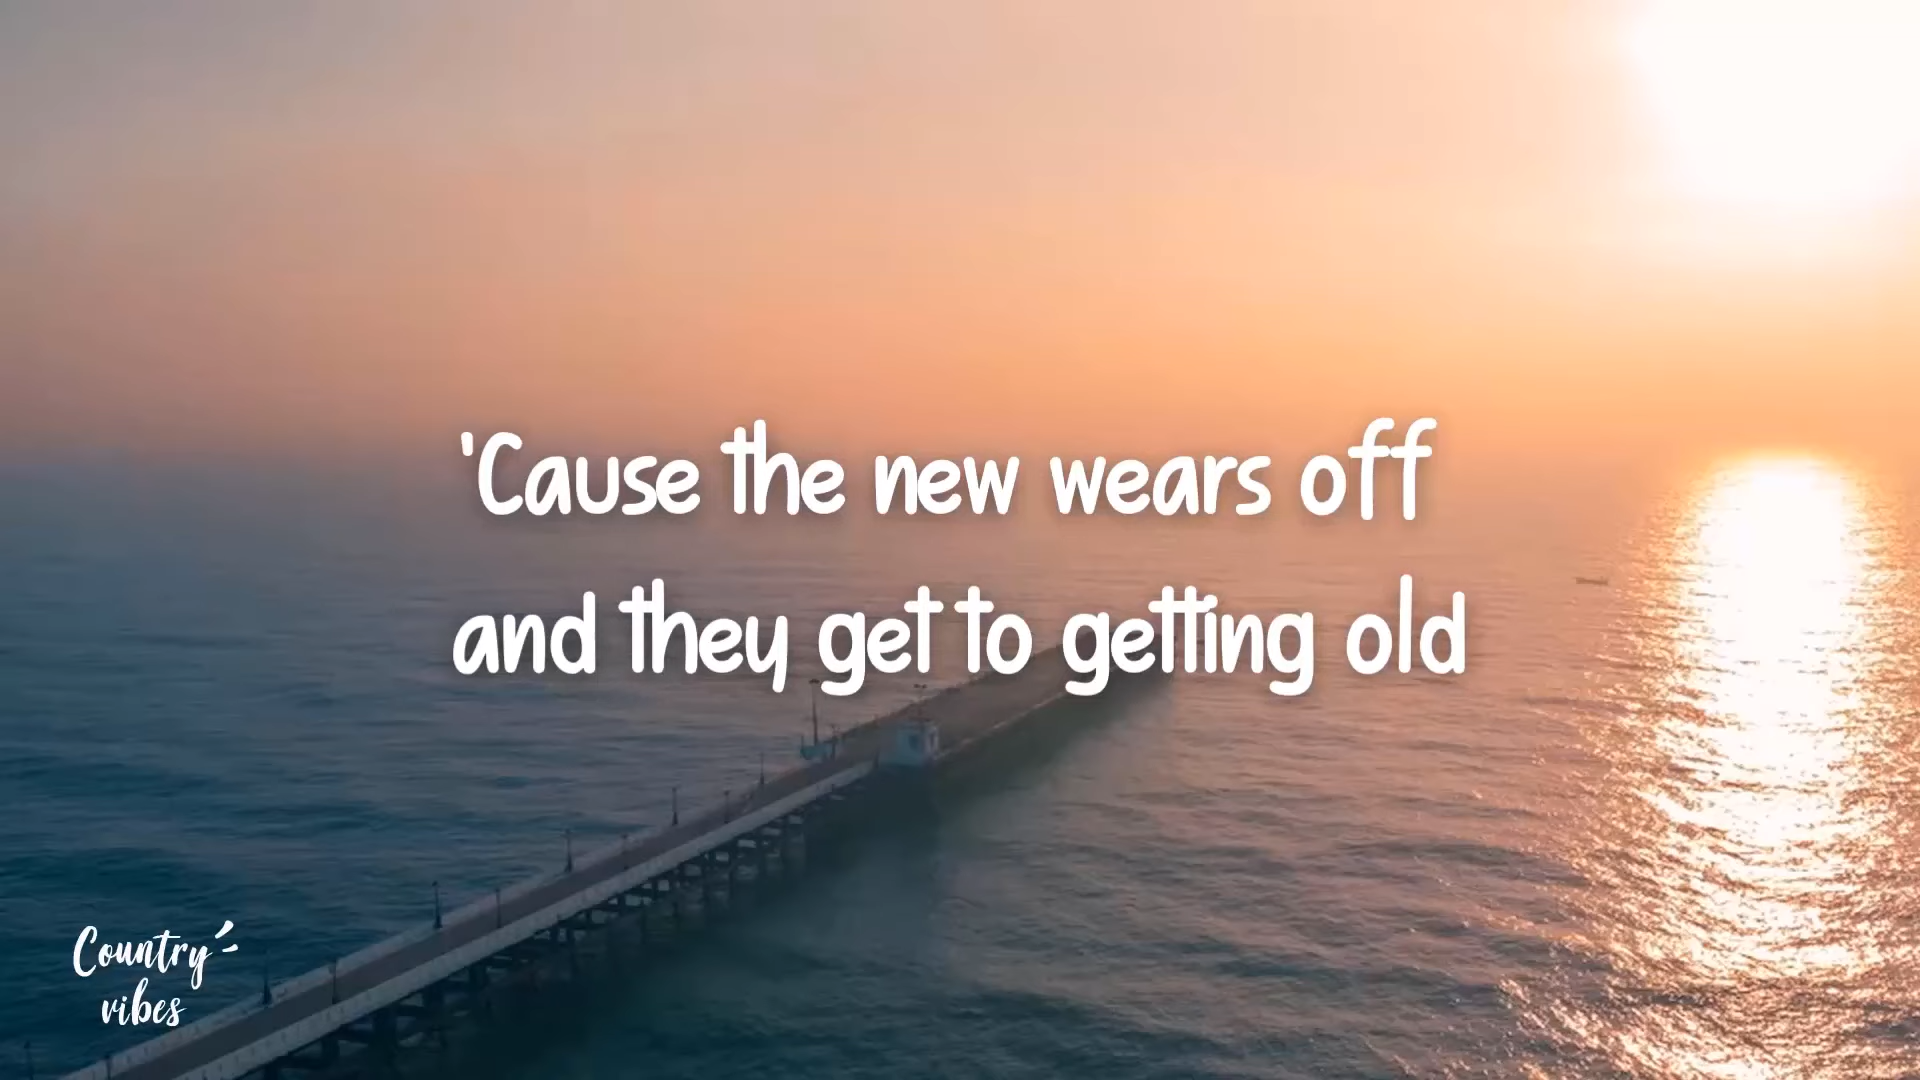 'Cause the new wears off
and they get to getting old
Country
vibes